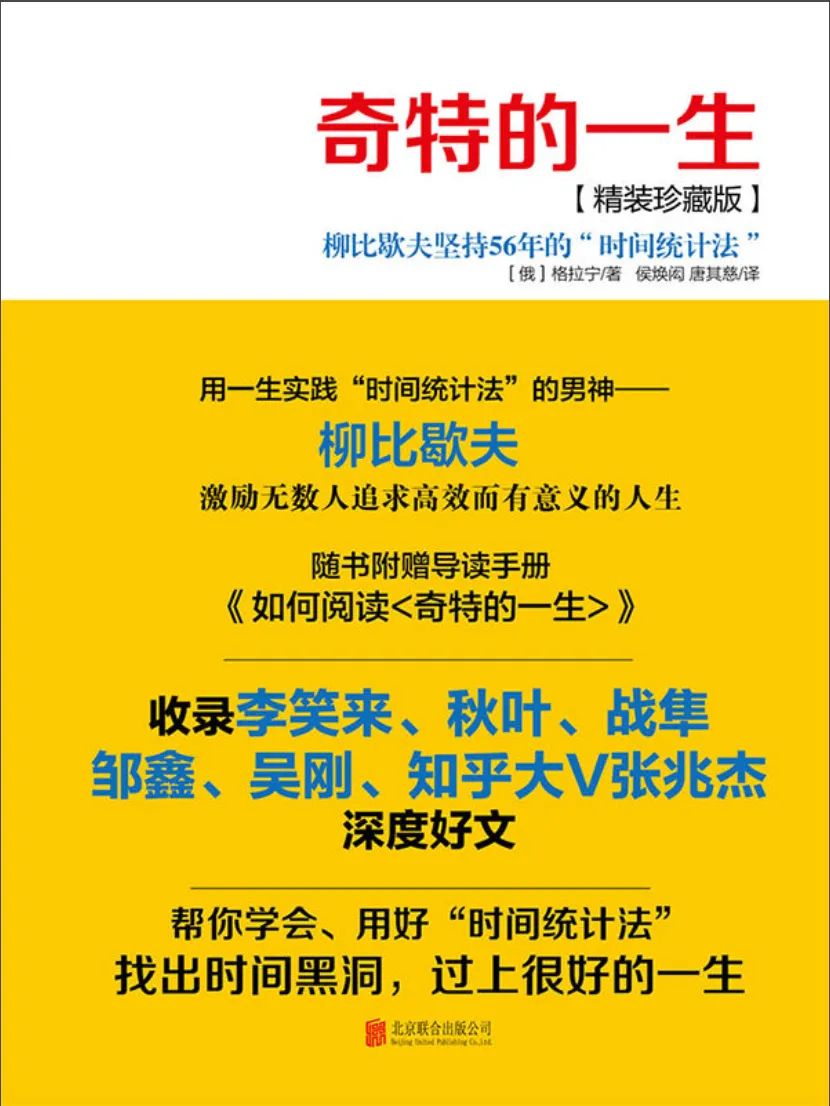 奇特的一生
【精装珍藏版】
柳比歇夫坚持56年的“时间统计法”
[俄]格拉宁/著 侯焕闳 唐其慈/译
用一生实践“时间统计法”的男神——
柳比歇夫
激励无数人追求高效而有意义的人生
随书附赠导读手册
《如何阅读<奇特的一生>》
收录李笑来、秋叶、战隼
邹鑫、吴刚、知乎大V张兆杰
深度好文
帮你学会、用好“时间统计法”
找出时间黑洞，过上很好的一生
北京联合出版公司
Beijing United Publishing Co.,Ltd.